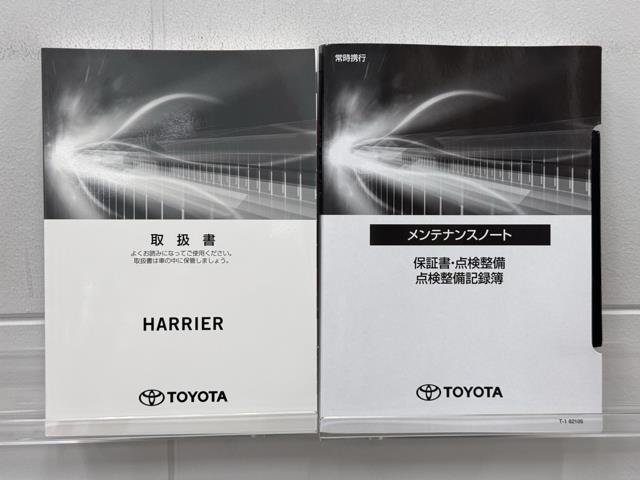 取扱書
よくお読みになってご使用ください。
取扱書は車の中に保管しましょう。
HARRIER
TOYOTA
常時携行
メンテナンスノート
保証書・点検整備
点検整備記録簿
TOYOTA